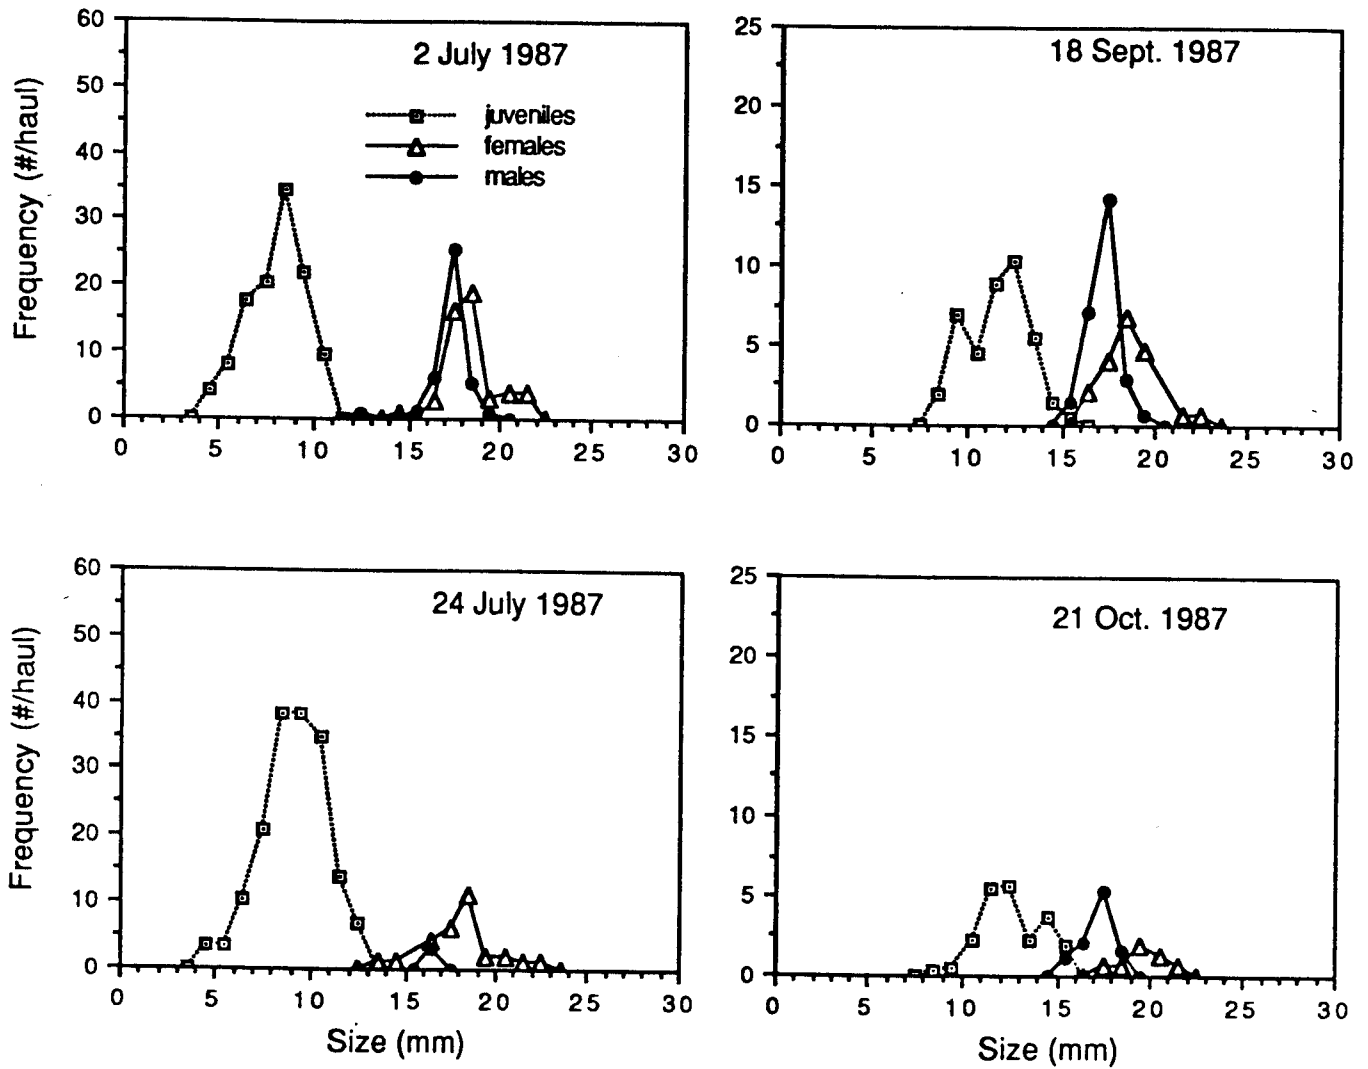 2 July 1987
juveniles
females
males
Frequency (#/haul)
60
50
40
30
20
10
0
0 5 10 15 20 25 30
18 Sept. 1987
25
20
15
10
5
0
0 5 10 15 20 25 30
24 July 1987
Frequency (#/haul)
60
50
40
30
20
10
0
0 5 10 15 20 25 30
Size (mm)
21 Oct. 1987
25
20
15
10
5
0
0 5 10 15 20 25 30
Size (mm)